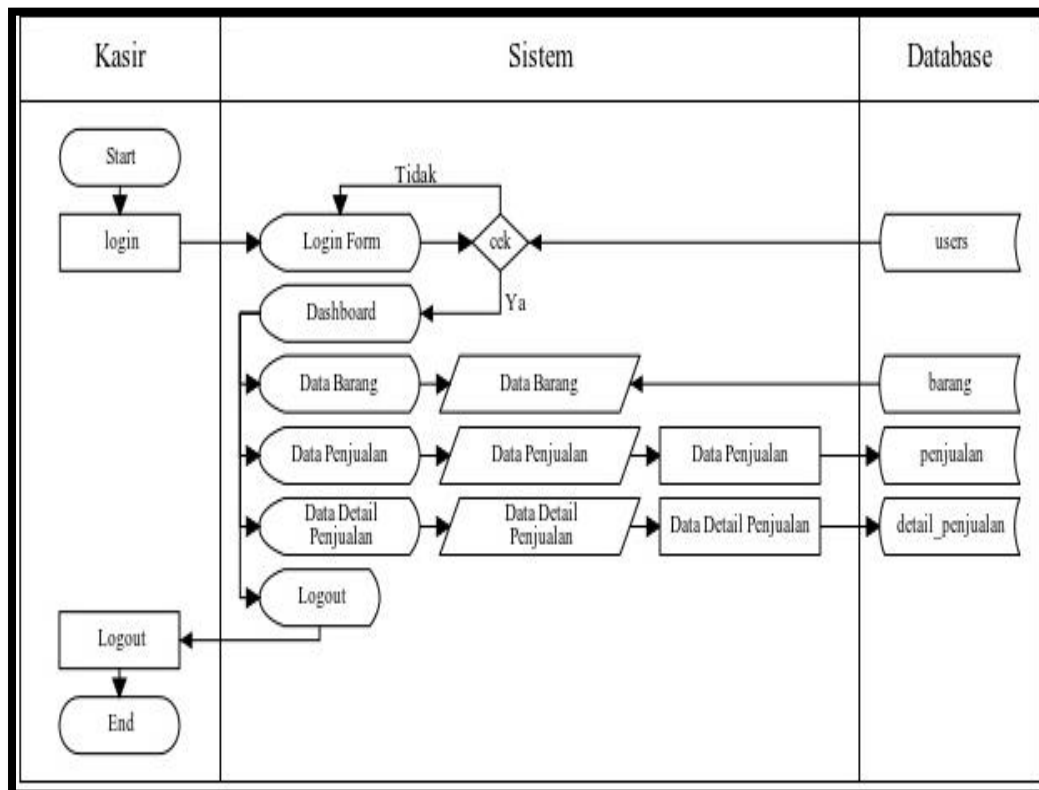 Kasir
Sistem
Database
Start
Tidak
login
Login Form
cek
users
Ya
Dashboard
Data Barang
Data Barang
barang
Data Penjualan
Data Penjualan
Data Penjualan
penjualan
Data Detail
Penjualan
Data Detail
Penjualan
Data Detail Penjualan
detail_penjualan
Logout
Logout
End